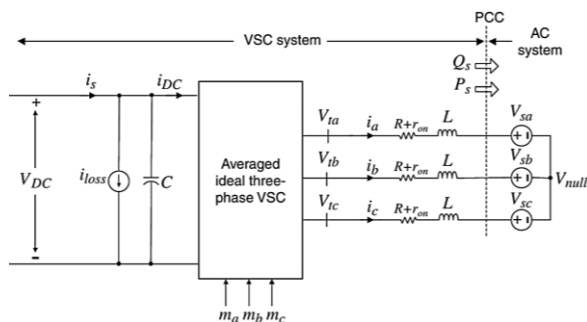 VSC system
PCC
AC
system
Q_s
P_s
i_s
i_DC
+
V_DC
-
i_loss
C
Averaged
ideal three-
phase VSC
V_ta
i_a
R+r_on
L
V_sa
V_tb
i_b
R+r_on
L
V_sb
V_null
V_tc
i_c
R+r_on
L
V_sc
m_a m_b m_c